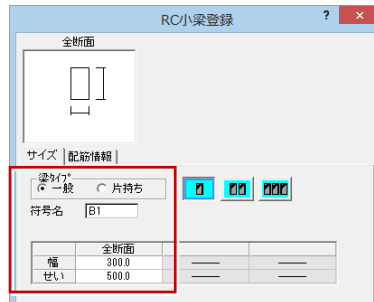 RC小梁登録
? ×
全断面
サイズ 配筋情報
梁ﾀｲﾌﾟ
一般 片持ち
符号名 B1
全断面
幅 300.0
せい 500.0